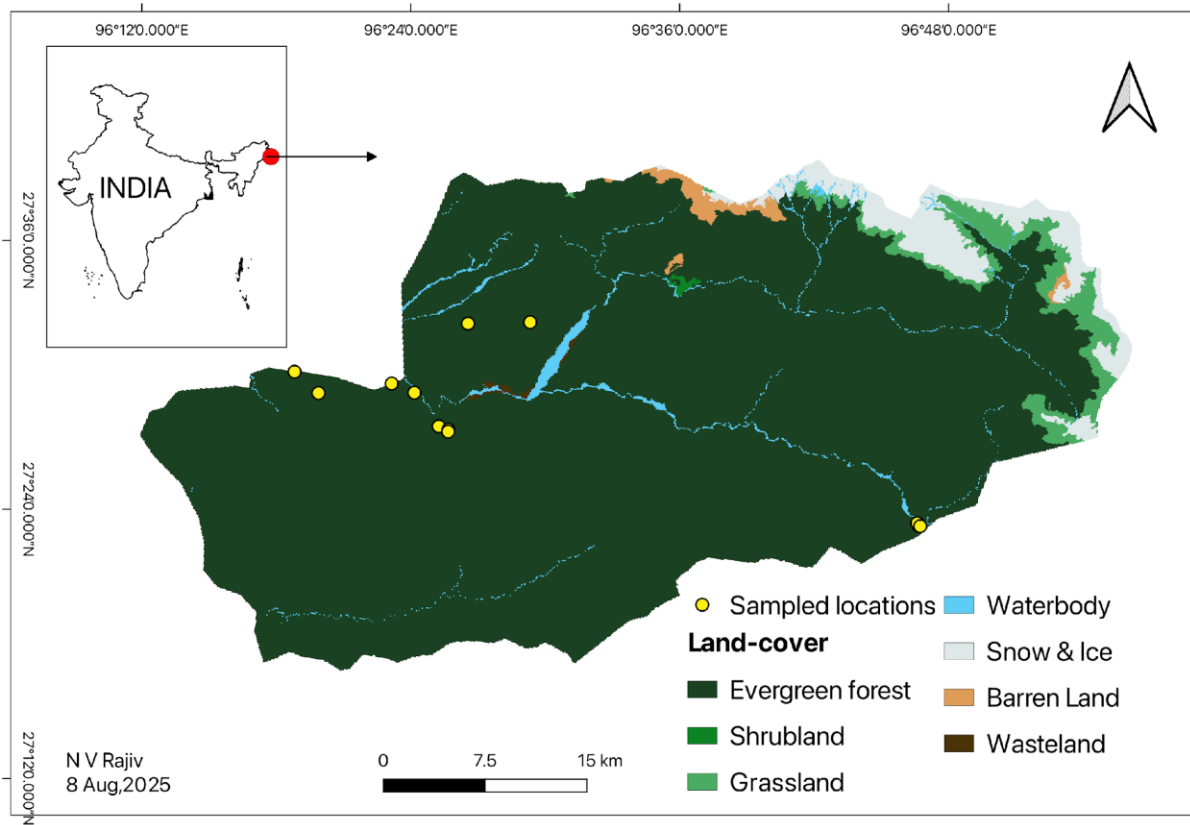 96°12′0.000″E
96°24′0.000″E
96°36′0.000″E
96°48′0.000″E
INDIA
27°36′0.000″N
27°24′0.000″N
27°12′0.000″N
Sampled locations
Land-cover
Evergreen forest
Shrubland
Grassland
Waterbody
Snow & Ice
Barren Land
Wasteland
N V Rajiv
8 Aug,2025
0 7.5 15 km